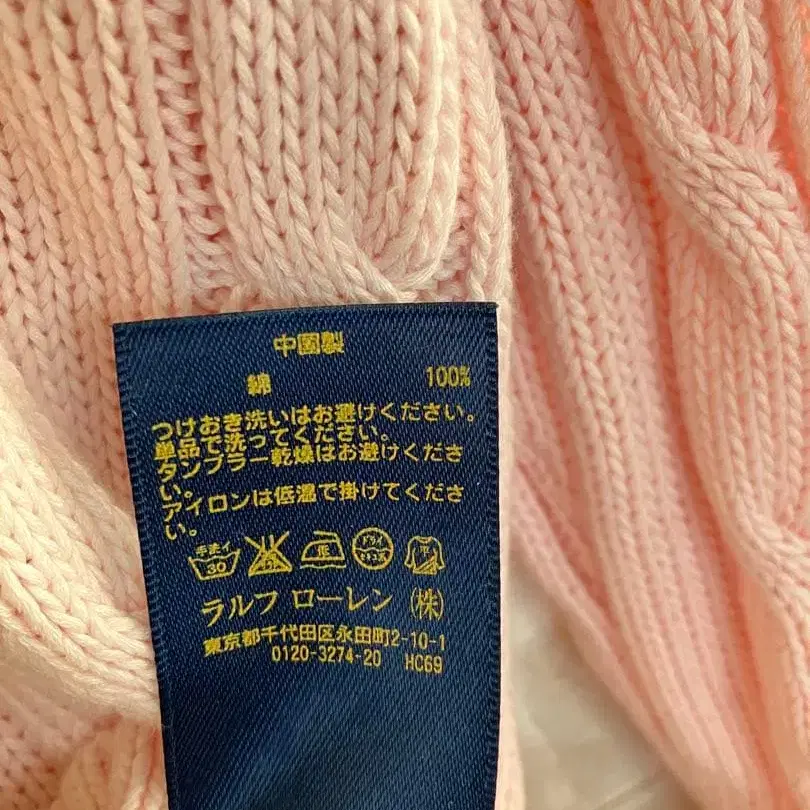 中國製
綿 100%
つけおき洗いはお避けください。
単品で洗ってください。
タンブラー乾燥はお避けくださ
い。
アイロンは低温で掛けてくださ
い。
手洗イ 30 低 ドライ 平
ラルフ ローレン (株)
東京都千代田区永田町2-10-1
0120-3274-20 HC69